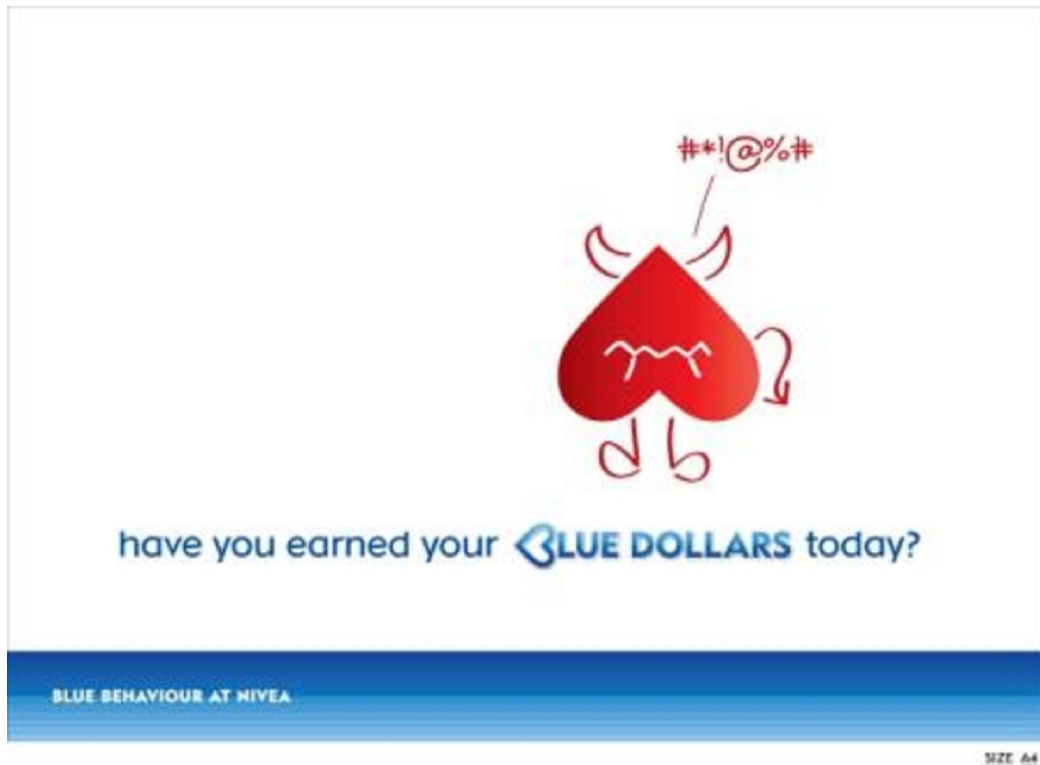 #*!@%#
have you earned your BLUE DOLLARS today?
BLUE BEHAVIOUR AT NIVEA
SIZE A4